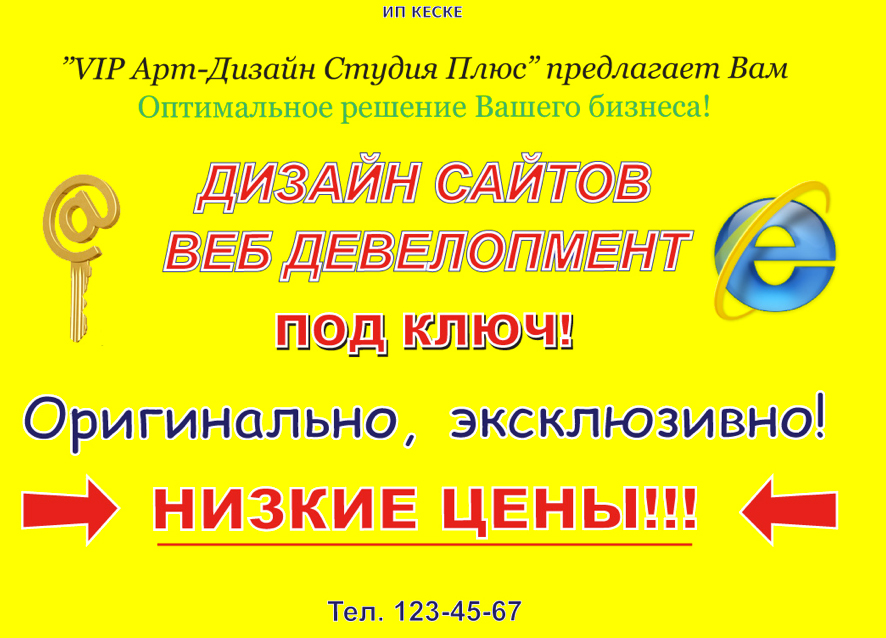 ИП КЕСКЕ
”VIP Арт-Дизайн Студия Плюс” предлагает Вам
Оптимальное решение Вашего бизнеса!
ДИЗАЙН САЙТОВ
ВЕБ ДЕВЕЛОПМЕНТ
ПОД КЛЮЧ!
Оригинально, эксклюзивно!
НИЗКИЕ ЦЕНЫ!!!
Тел. 123-45-67